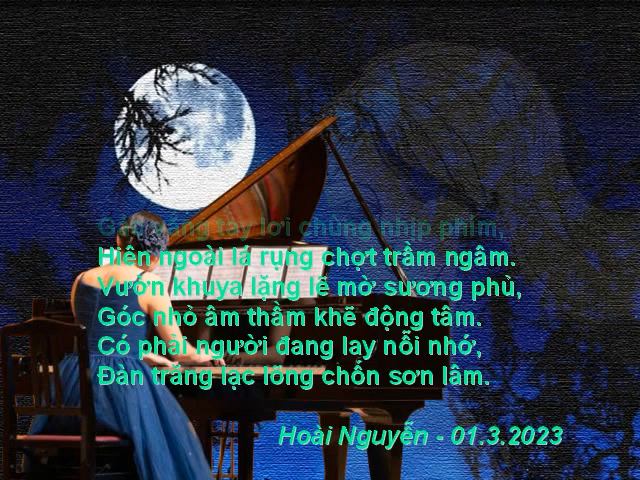 Gác vắng tay lơi chùng nhịp phím,
Hiên ngoài lá rụng chợt trầm ngâm.
Vườn khuya lặng lẽ mờ sương phủ,
Góc nhỏ âm thầm khẽ động tâm.
Có phải người đang lay nỗi nhớ,
Đàn trăng lạc lõng chốn sơn lâm.
Hoài Nguyễn - 01.3.2023